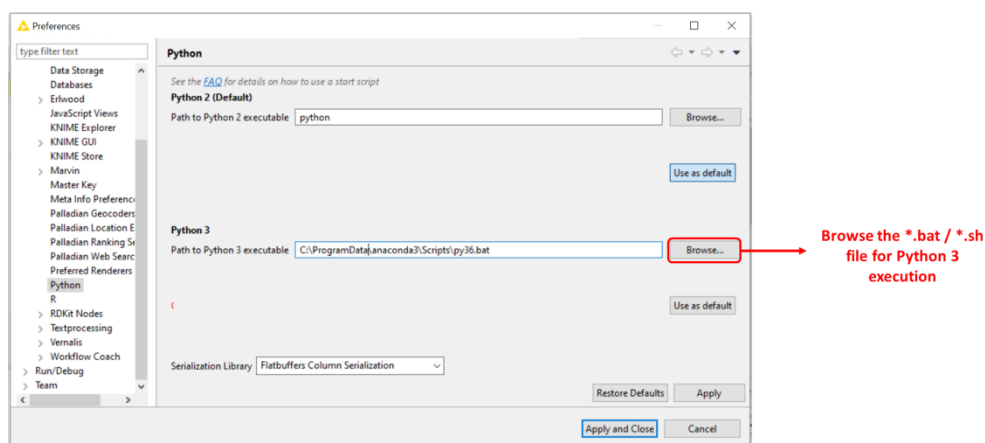 Preferences
type filter text
Data Storage
Databases
Erlwood
JavaScript Views
KNIME Explorer
KNIME GUI
KNIME Store
Marvin
Master Key
Meta Info Preferenc
Palladian Geocoders
Palladian Location E
Palladian Ranking Se
Palladian Web Searc
Preferred Renderers
Python
R
RDKit Nodes
Textprocessing
Vernalis
Workflow Coach
Run/Debug
Team
Python
See the FAQ for details on how to use a start script
Python 2 (Default)
Path to Python 2 executable python Browse...
Use as default
Python 3
Path to Python 3 executable C:\ProgramData\anaconda3\Scripts\py36.bat Browse...
(
Use as default
Serialization Library Flatbuffers Column Serialization
Restore Defaults Apply
Apply and Close Cancel
Browse the *.bat / *.sh
file for Python 3
execution